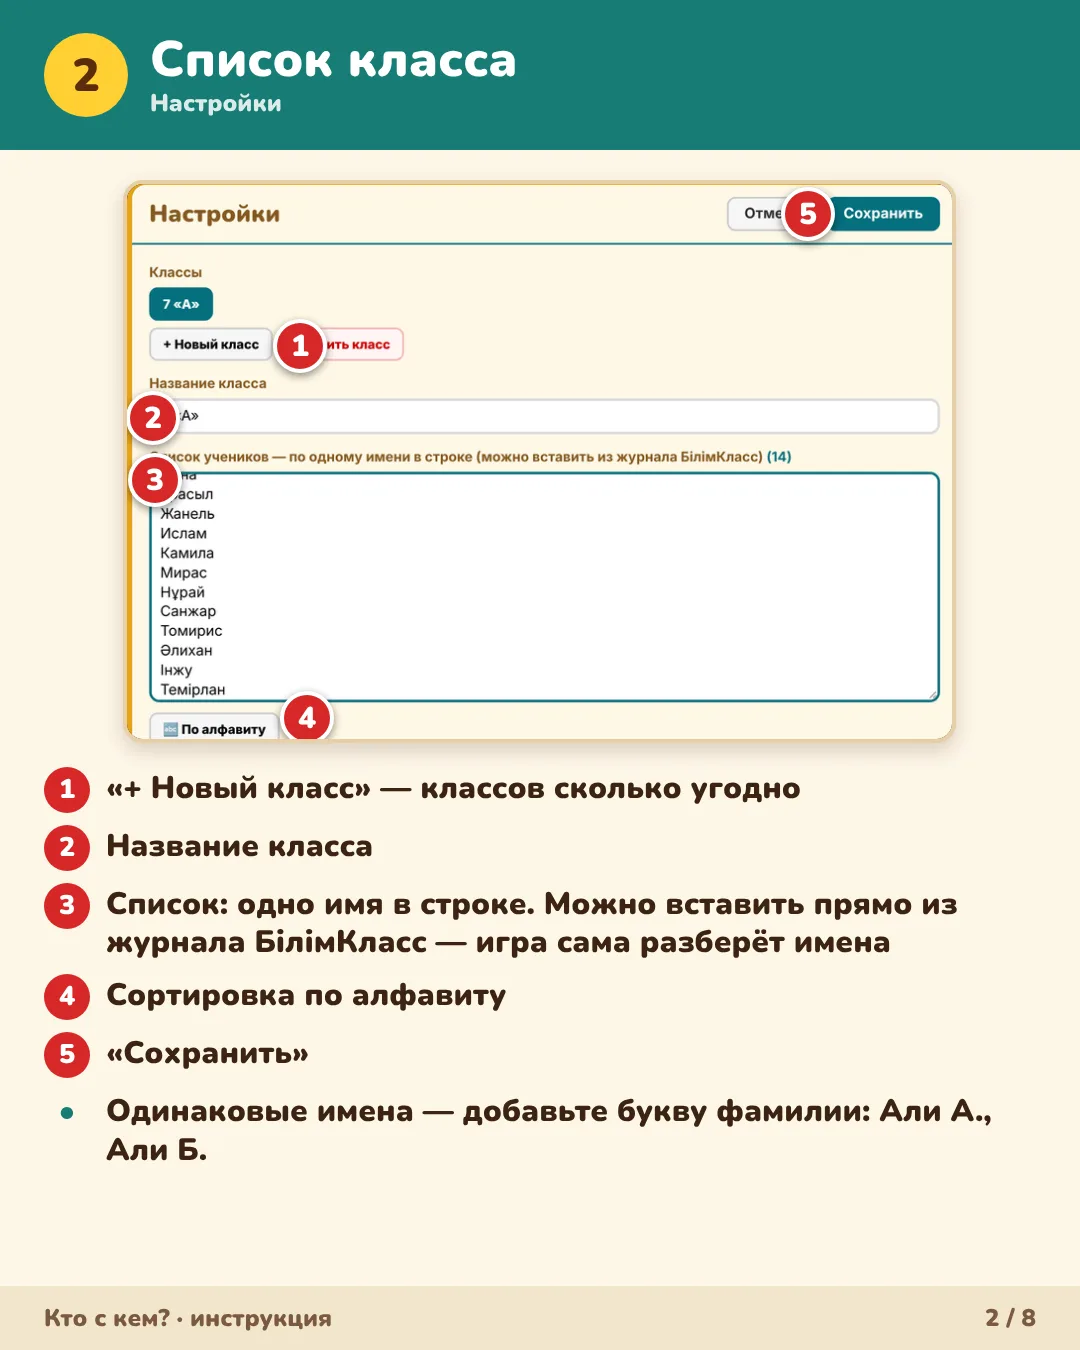 2
Список класса
Настройки
Настройки
5
Сохранить
Классы
7 «А»
+ Новый класс
1
класс
Название класса
2
«А»
учеников — по одному имени в строке (можно вставить из журнала БілімКласс) (14)
3
Жанель
Ислам
Камила
Мирас
Нұрай
Санжар
Томирис
Әлихан
Інжу
Темірлан
По алфавиту
4
1 «+ Новый класс» — классов сколько угодно
2 Название класса
3 Список: одно имя в строке. Можно вставить прямо из
журнала БілімКласс — игра сама разберёт имена
4 Сортировка по алфавиту
5 «Сохранить»
• Одинаковые имена — добавьте букву фамилии: Али А.,
Али Б.
Кто с кем? · инструкция
2 / 8